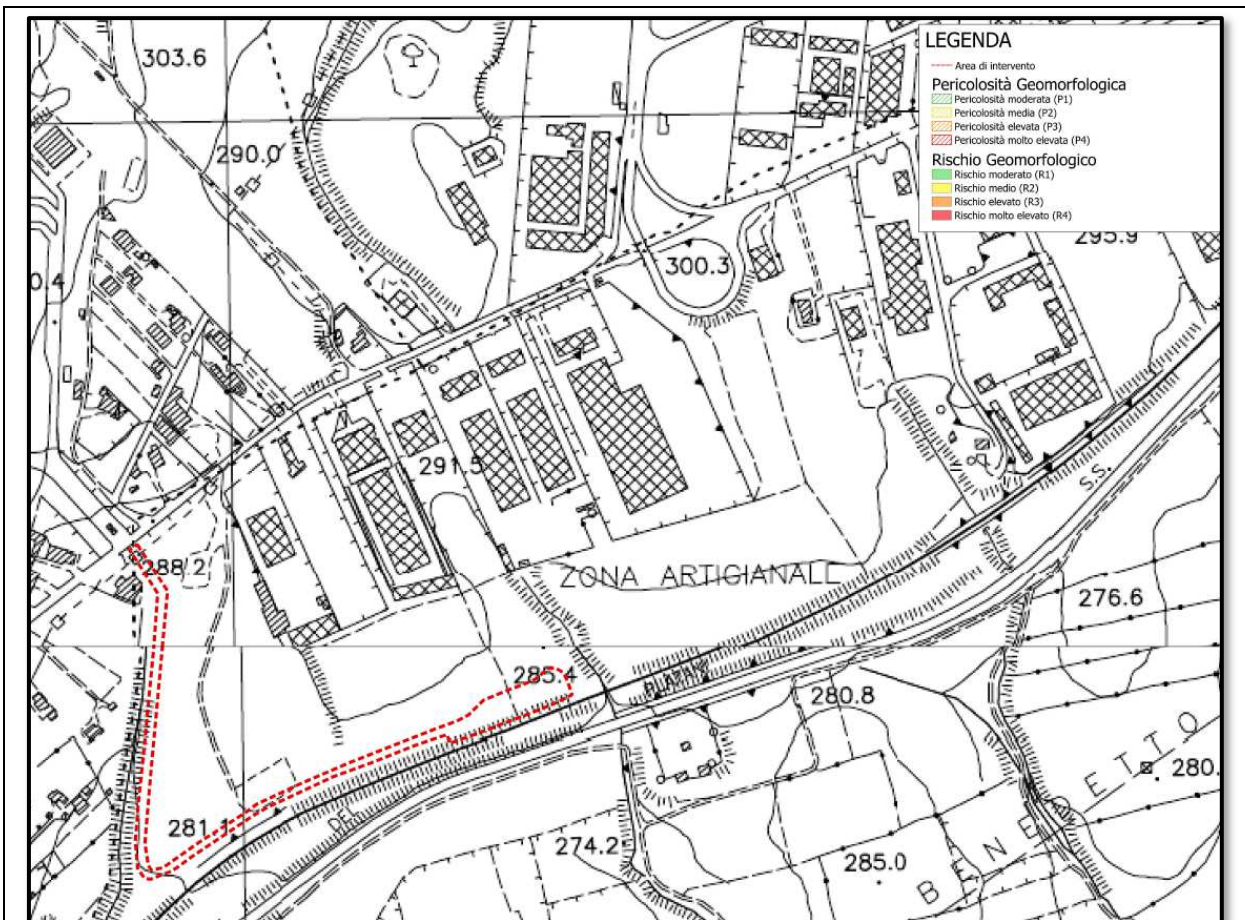 LEGENDA
Area di intervento
Pericolosità Geomorfologica
Pericolosità moderata (P1)
Pericolosità media (P2)
Pericolosità elevata (P3)
Pericolosità molto elevata (P4)
Rischio Geomorfologico
Rischio moderato (R1)
Rischio medio (R2)
Rischio elevato (R3)
Rischio molto elevato (R4)
303.6
290.0
295.9
300.3
0.4
291.5
S.S.
288.2
ZONA ARTIGIANALE
276.6
285.4
280.8
280.
281.1
DEL
274.2
285.0
BENEDETTO